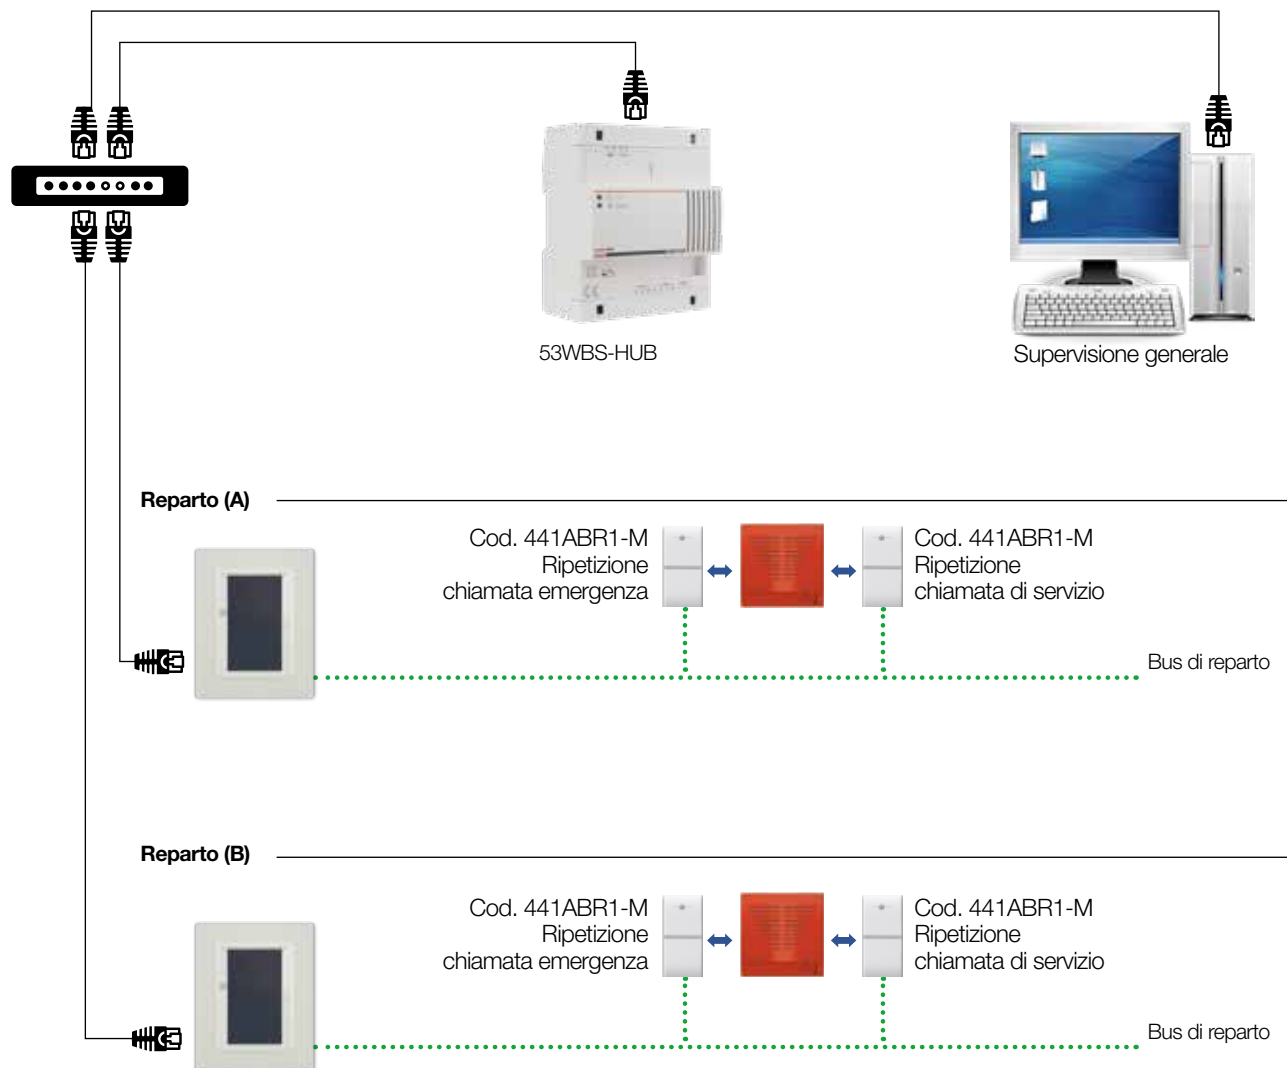 53WBS-HUB
Supervisione generale
Reparto (A)
Cod. 441ABR1-M
Ripetizione
chiamata emergenza
Cod. 441ABR1-M
Ripetizione
chiamata di servizio
Bus di reparto
Reparto (B)
Cod. 441ABR1-M
Ripetizione
chiamata emergenza
Cod. 441ABR1-M
Ripetizione
chiamata di servizio
Bus di reparto